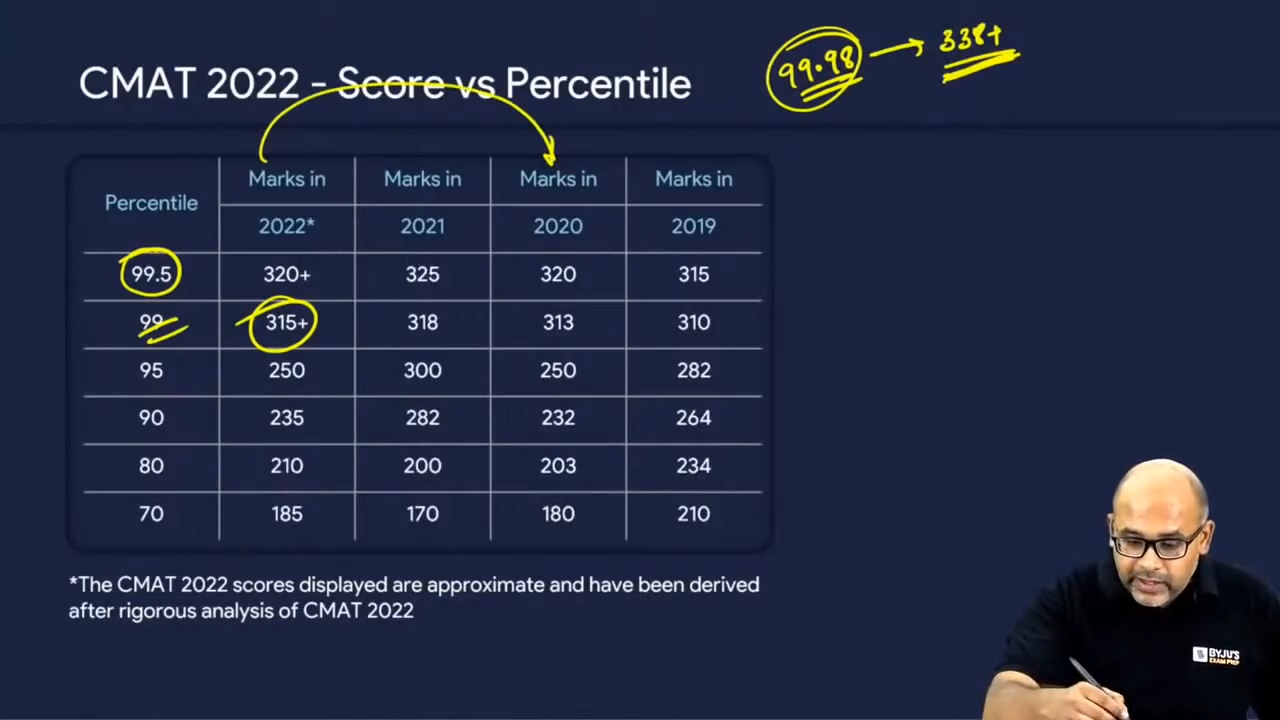 99.98 → 338+
CMAT 2022 - Score vs Percentile
Percentile Marks in Marks in Marks in Marks in
2022* 2021 2020 2019
99.5 320+ 325 320 315
99 315+ 318 313 310
95 250 300 250 282
90 235 282 232 264
80 210 200 203 234
70 185 170 180 210
*The CMAT 2022 scores displayed are approximate and have been derived
after rigorous analysis of CMAT 2022
BYJU'S
EXAM PREP